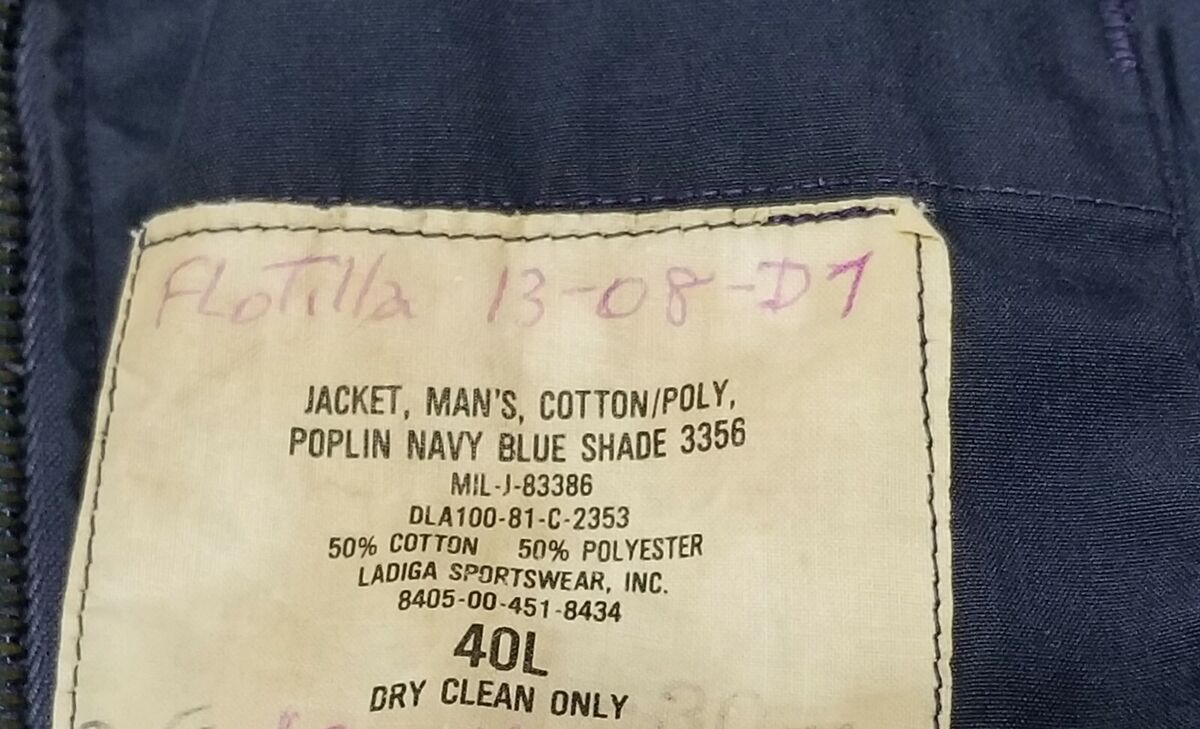 FLoTilla 13-08-D7
JACKET, MAN'S, COTTON/POLY,
POPLIN NAVY BLUE SHADE 3356
MIL-J-83386
DLA100-81-C-2353
50% COTTON 50% POLYESTER
LADIGA SPORTSWEAR, INC.
8405-00-451-8434
40L
DRY CLEAN ONLY